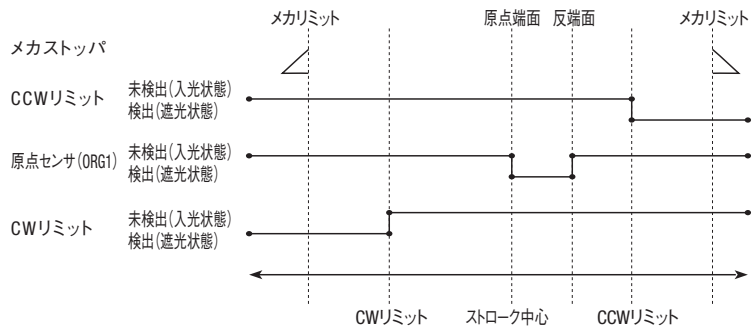 メカリミット 原点端面 反端面 メカリミット
メカストッパ
CCWリミット 未検出(入光状態)
検出(遮光状態)
原点センサ(ORG1) 未検出(入光状態)
検出(遮光状態)
CWリミット 未検出(入光状態)
検出(遮光状態)
CWリミット ストローク中心 CCWリミット